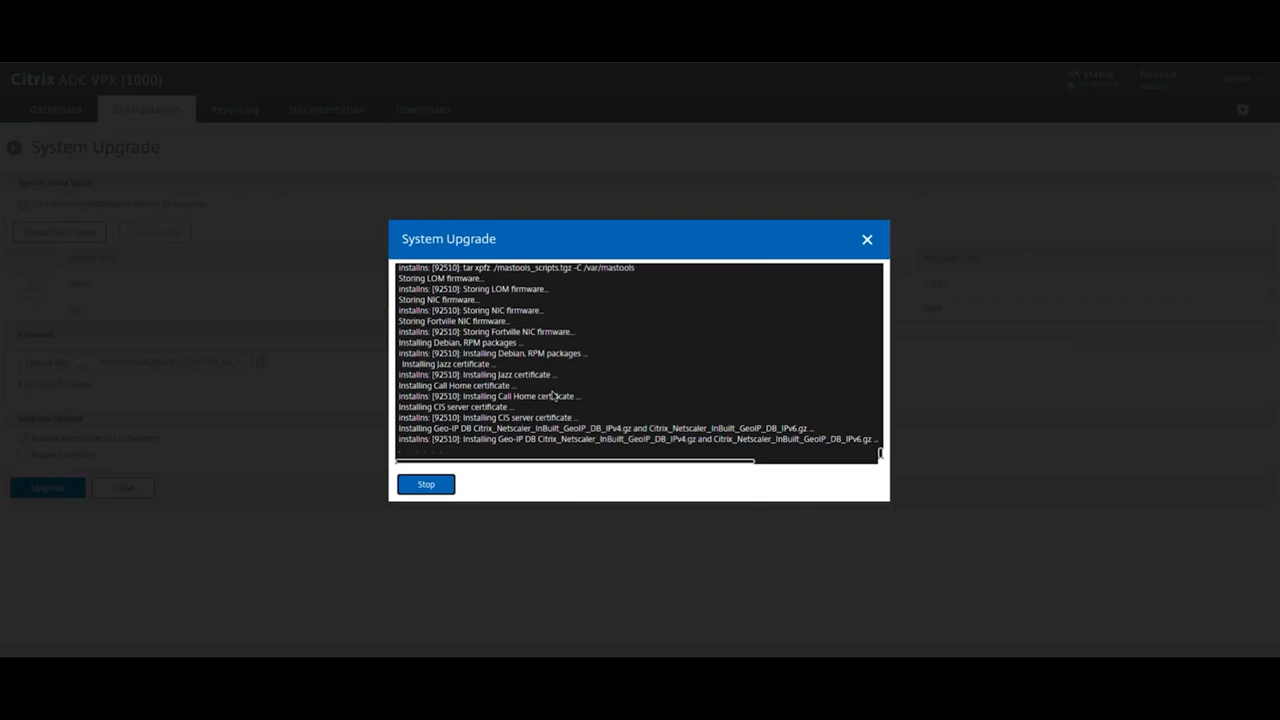 Citrix ADC VPX (1000)
HA Status
Partition
Dashboard
Configuration
Reporting
Documentation
Downloads
System Upgrade
System Upgrade
installns: [92510]: tar xpfz ./mastools_scripts.tgz -C /var/mastools
Storing LOM firmware...
installns: [92510]: Storing LOM firmware...
Storing NIC firmware...
installns: [92510]: Storing NIC firmware...
Storing Fortville NIC firmware...
installns: [92510]: Storing Fortville NIC firmware...
Installing Debian, RPM packages ...
installns: [92510]: Installing Debian, RPM packages ...
Installing Jazz certificate ...
installns: [92510]: Installing Jazz certificate ...
Installing Call Home certificate ...
installns: [92510]: Installing Call Home certificate ...
Installing CIS server certificate ...
installns: [92510]: Installing CIS server certificate ...
Installing Geo-IP DB Citrix_Netscaler_InBuilt_GeoIP_DB_IPv4.gz and Citrix_Netscaler_InBuilt_GeoIP_DB_IPv6.gz ...
installns: [92510]: Installing Geo-IP DB Citrix_Netscaler_InBuilt_GeoIP_DB_IPv4.gz and Citrix_Netscaler_InBuilt_GeoIP_DB_IPv6.gz ...
Stop
Upgrade
Close